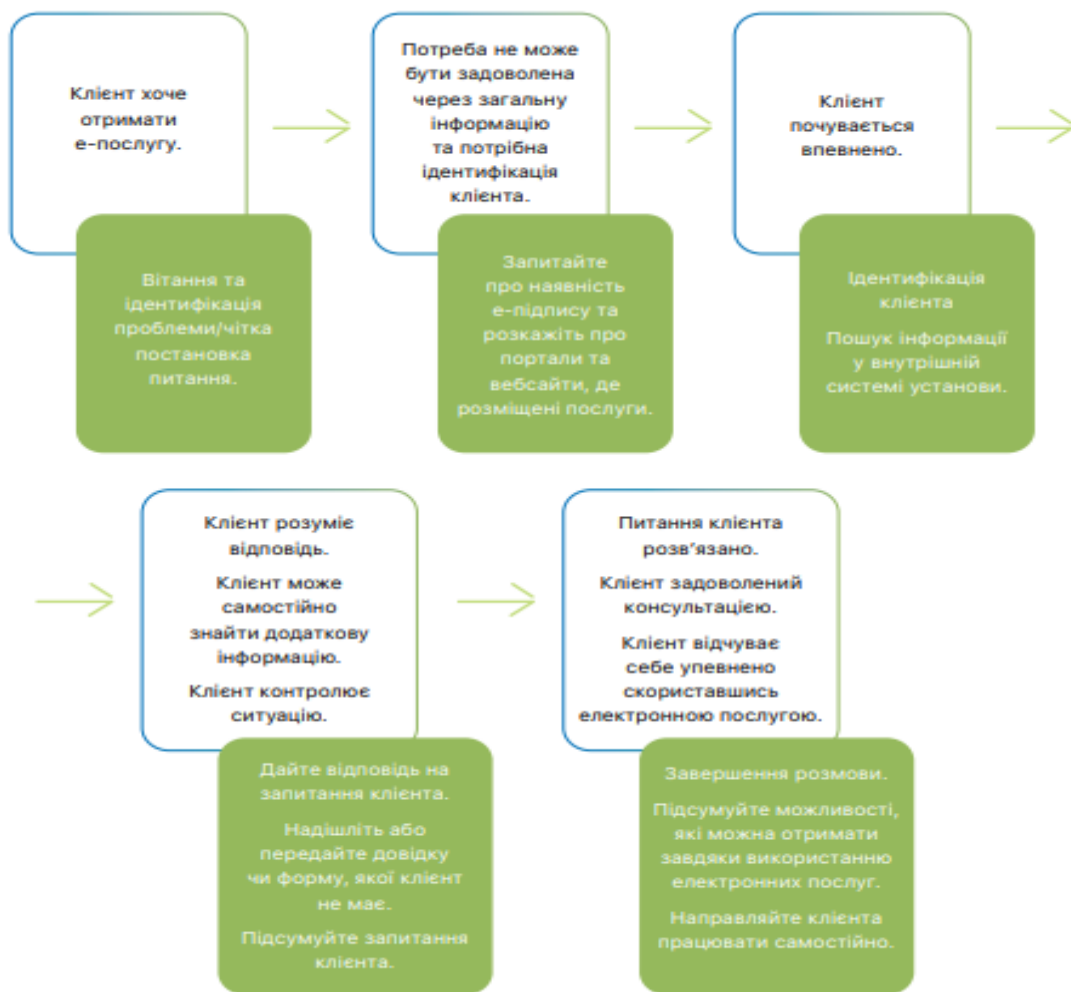 Клієнт хоче
отримати
е-послугу.
Вітання та
ідентифікація
проблеми/чітка
постановка
питання.
Потреба не може
бути задоволена
через загальну
інформацію
та потрібна
ідентифікація
клієнта.
Запитайте
про наявність
е-підпису та
розкажіть про
портали та
вебсайти, де
розміщені послуги.
Клієнт
почувається
впевнено.
Ідентифікація
клієнта
Пошук інформації
у внутрішній
системі установи.
Клієнт розуміє
відповідь.
Клієнт може
самостійно
знайти додаткову
інформацію.
Клієнт контролює
ситуацію.
Дайте відповідь на
запитання клієнта.
Надішліть або
передайте довідку
чи форму, якої клієнт
не має.
Підсумуйте запитання
клієнта.
Питання клієнта
розв’язано.
Клієнт задоволений
консультацією.
Клієнт відчуває
себе упевнено
скориставшись
електронною послугою.
Завершення розмови.
Підсумуйте можливості,
які можна отримати
завдяки використанню
електронних послуг.
Направляйте клієнта
працювати самостійно.